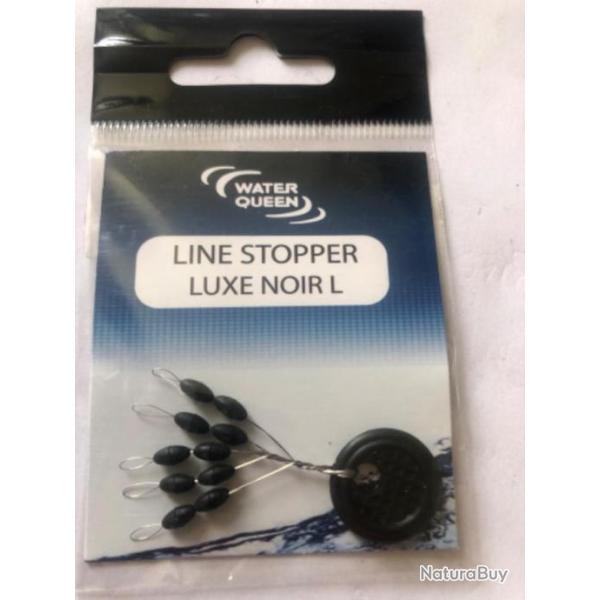 WATER
QUEEN
LINE STOPPER
LUXE NOIR L
NaturaBuy